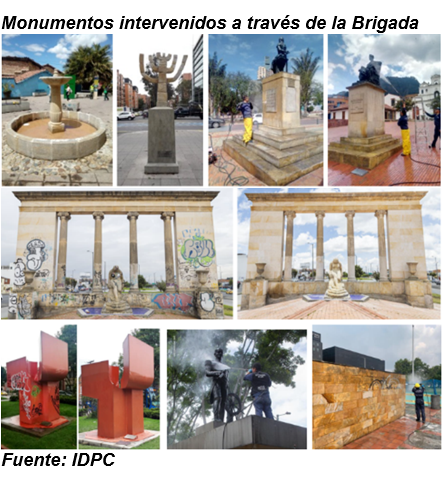 Monumentos intervenidos a través de la Brigada
Fuente: IDPC